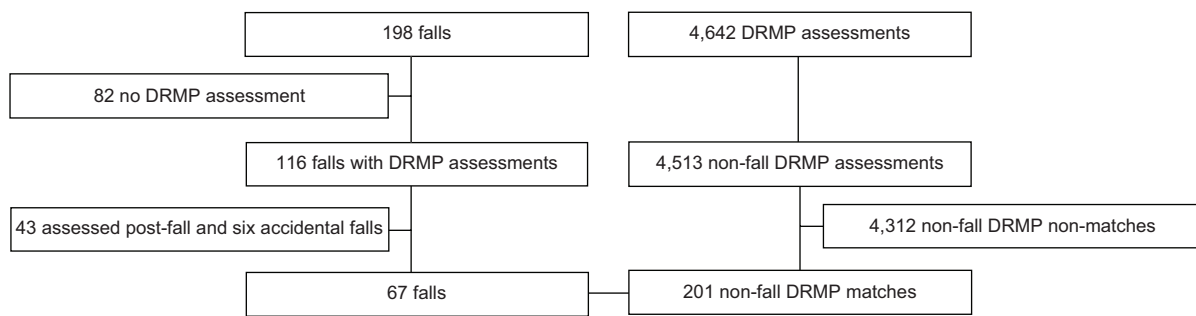 198 falls
4,642 DRMP assessments
82 no DRMP assessment
116 falls with DRMP assessments
4,513 non-fall DRMP assessments
43 assessed post-fall and six accidental falls
4,312 non-fall DRMP non-matches
67 falls
201 non-fall DRMP matches